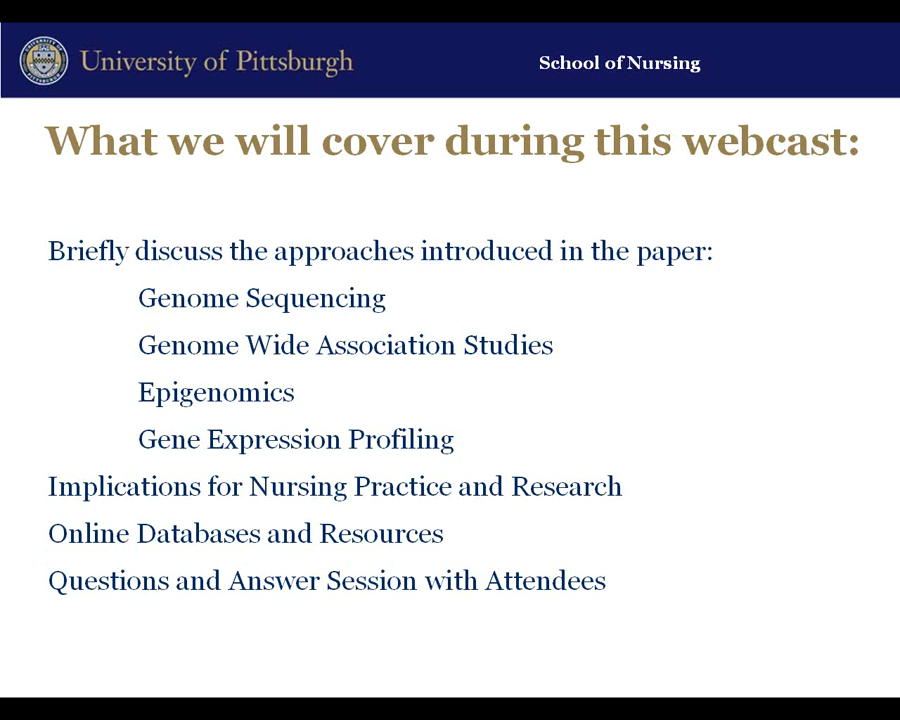 University of Pittsburgh
School of Nursing
What we will cover during this webcast:
Briefly discuss the approaches introduced in the paper:
Genome Sequencing
Genome Wide Association Studies
Epigenomics
Gene Expression Profiling
Implications for Nursing Practice and Research
Online Databases and Resources
Questions and Answer Session with Attendees